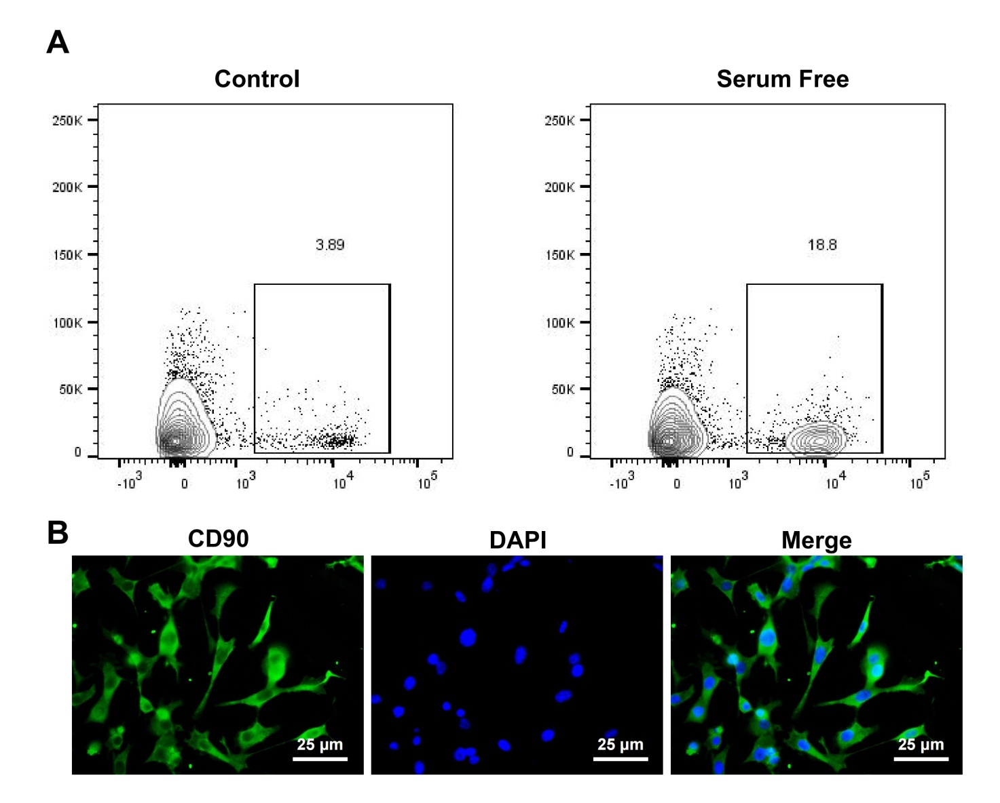 A
Control
Serum Free
250K
200K
150K
100K
50K
0
3.89
-10^3 0 10^3 10^4 10^5
250K
200K
150K
100K
50K
0
18.8
-10^3 0 10^3 10^4 10^5
B
CD90
DAPI
Merge
25 µm
25 µm
25 µm